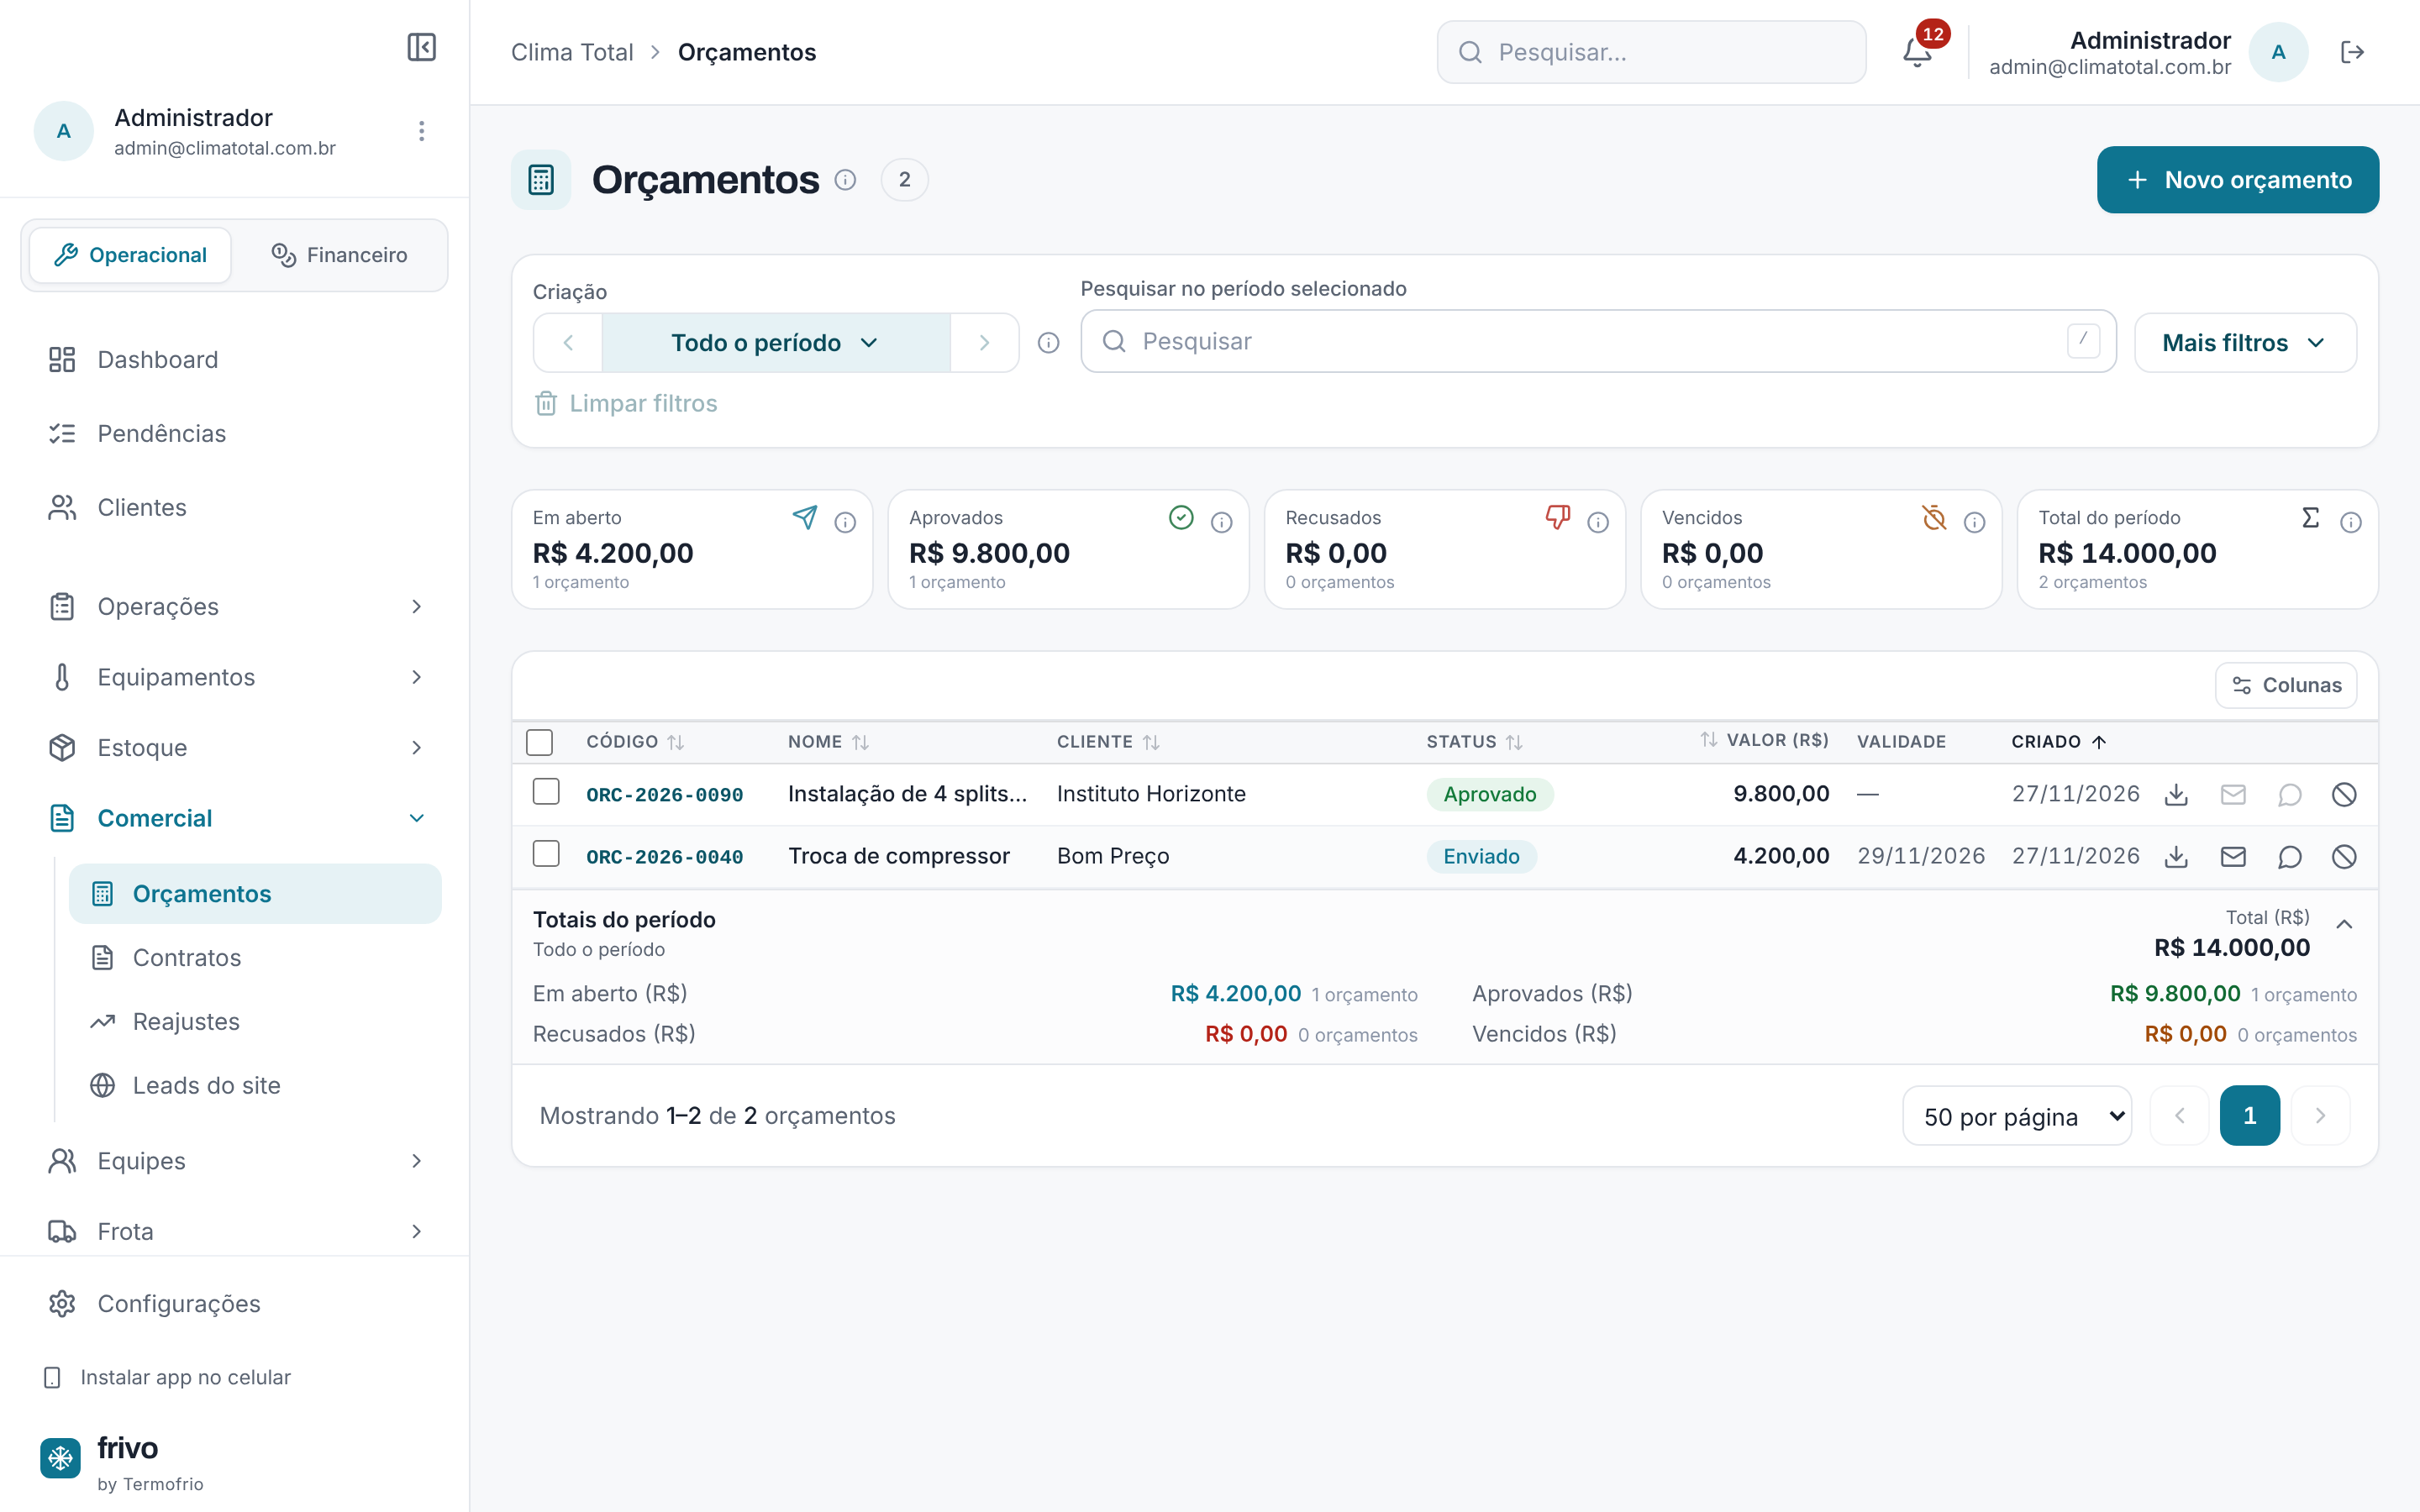 Clima Total > Orçamentos
Pesquisar...
12
Administrador
admin@climatotal.com.br
A
A
Administrador
admin@climatotal.com.br
Operacional
Financeiro
Dashboard
Pendências
Clientes
Operações
Equipamentos
Estoque
Comercial
Orçamentos
Contratos
Reajustes
Leads do site
Equipes
Frota
Configurações
Instalar app no celular
frivo
by Termofrio
Orçamentos 2
+ Novo orçamento
Criação
Todo o período
Pesquisar no período selecionado
Pesquisar /
Mais filtros
Limpar filtros
Em aberto
R$ 4.200,00
1 orçamento
Aprovados
R$ 9.800,00
1 orçamento
Recusados
R$ 0,00
0 orçamentos
Vencidos
R$ 0,00
0 orçamentos
Total do período Σ
R$ 14.000,00
2 orçamentos
Colunas
CÓDIGO NOME CLIENTE STATUS VALOR (R$) VALIDADE CRIADO
ORC-2026-0090 Instalação de 4 splits... Instituto Horizonte Aprovado 9.800,00 — 27/11/2026
ORC-2026-0040 Troca de compressor Bom Preço Enviado 4.200,00 29/11/2026 27/11/2026
Totais do período
Todo o período
Total (R$)
R$ 14.000,00
Em aberto (R$) R$ 4.200,00 1 orçamento Aprovados (R$) R$ 9.800,00 1 orçamento
Recusados (R$) R$ 0,00 0 orçamentos Vencidos (R$) R$ 0,00 0 orçamentos
Mostrando 1–2 de 2 orçamentos
50 por página
1